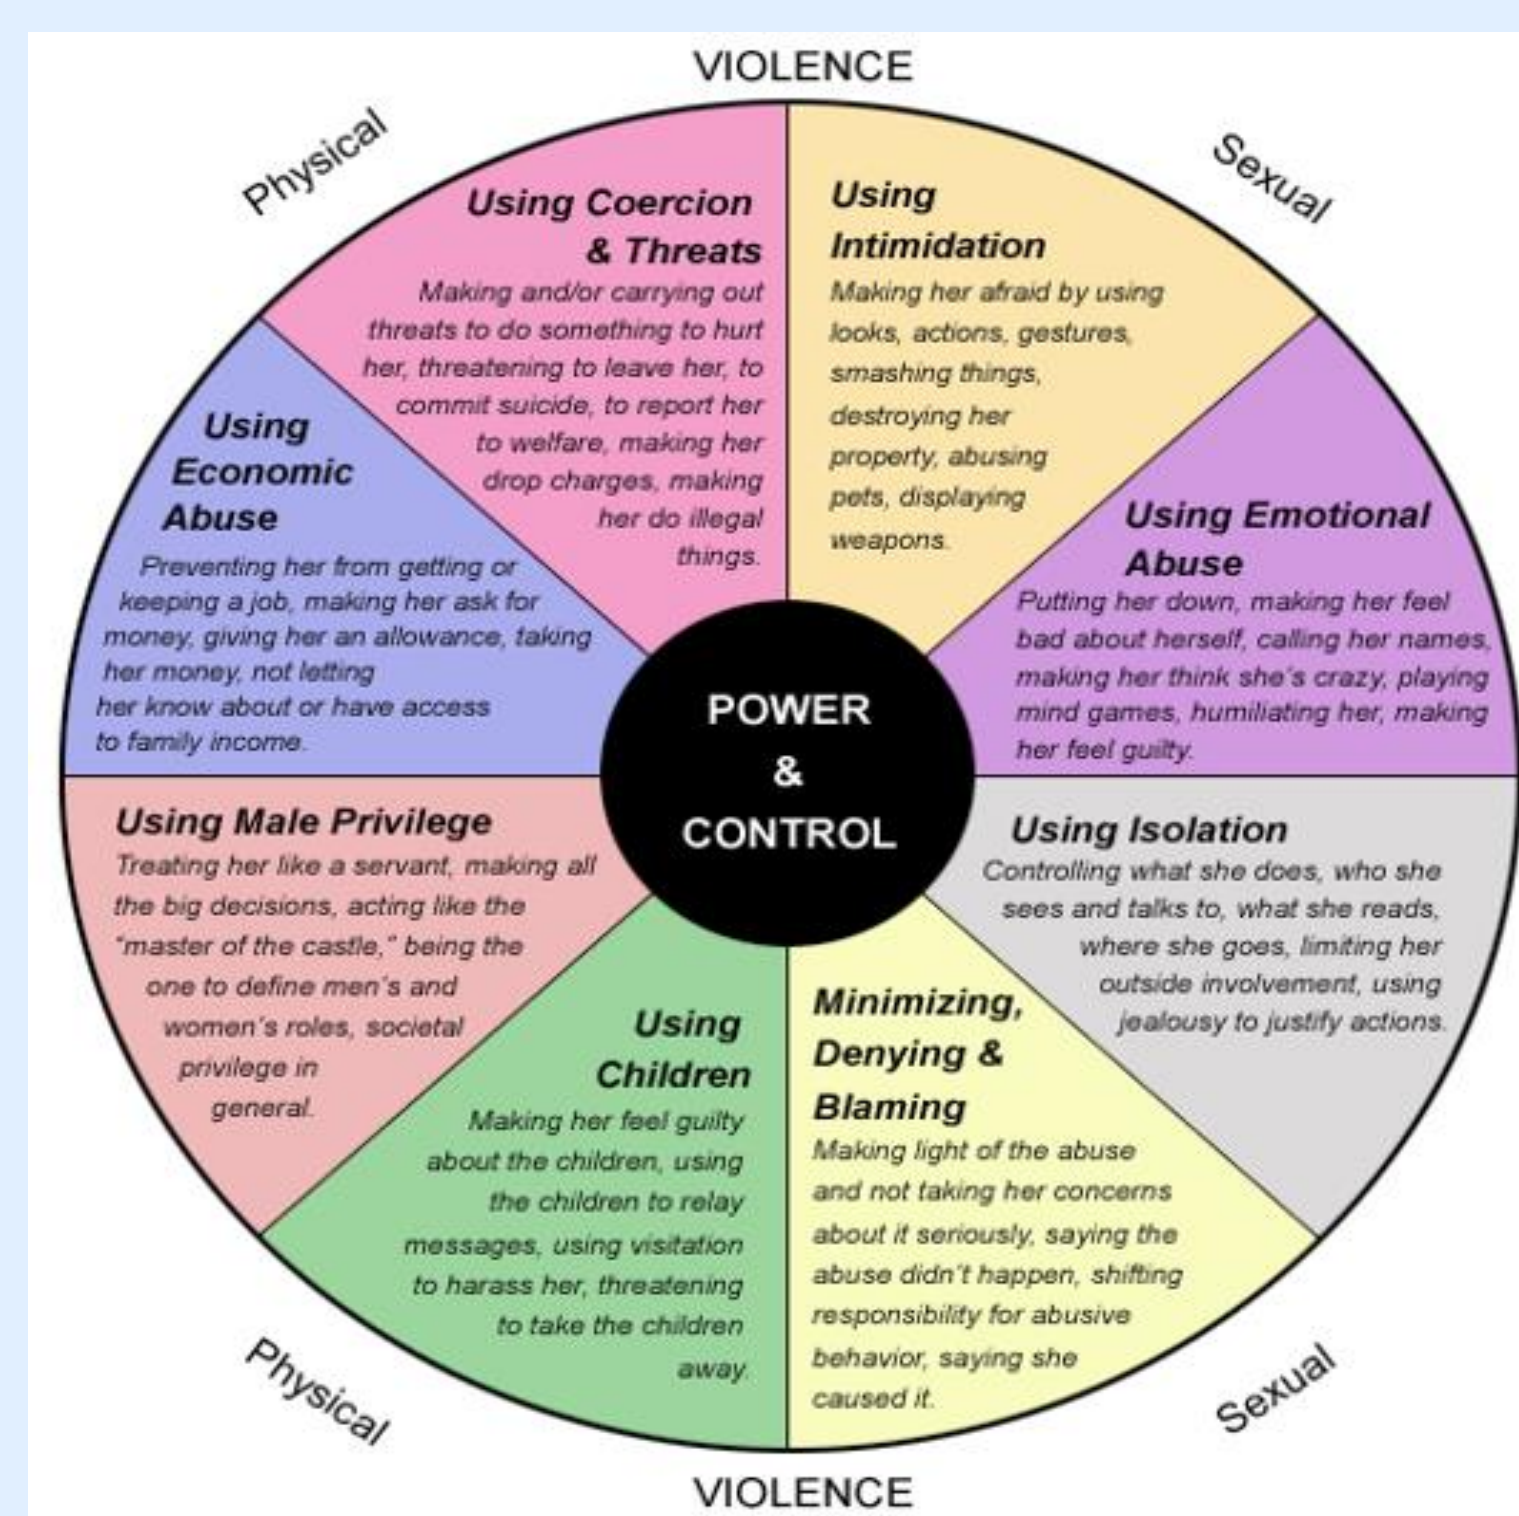 VIOLENCE
Physical
Sexual
Using Coercion
& Threats
Making and/or carrying out
threats to do something to hurt
her, threatening to leave her, to
commit suicide, to report her
to welfare, making her
drop charges, making
her do illegal
things.
Using
Intimidation
Making her afraid by using
looks, actions, gestures,
smashing things,
destroying her
property, abusing
pets, displaying
weapons.
Using Emotional
Abuse
Putting her down, making her feel
bad about herself, calling her names,
making her think she's crazy, playing
mind games, humiliating her, making
her feel guilty.
Using Isolation
Controlling what she does, who she
sees and talks to, what she reads,
where she goes, limiting her
outside involvement, using
jealousy to justify actions.
Minimizing,
Denying &
Blaming
Making light of the abuse
and not taking her concerns
about it seriously, saying the
abuse didn't happen, shifting
responsibility for abusive
behavior, saying she
caused it.
Using
Children
Making her feel guilty
about the children, using
the children to relay
messages, using visitation
to harass her, threatening
to take the children
away.
Using Male Privilege
Treating her like a servant, making all
the big decisions, acting like the
"master of the castle," being the
one to define men's and
women's roles, societal
privilege in
general.
Using
Economic
Abuse
Preventing her from getting or
keeping a job, making her ask for
money, giving her an allowance, taking
her money, not letting
her know about or have access
to family income.
POWER
&
CONTROL
Physical
Sexual
VIOLENCE